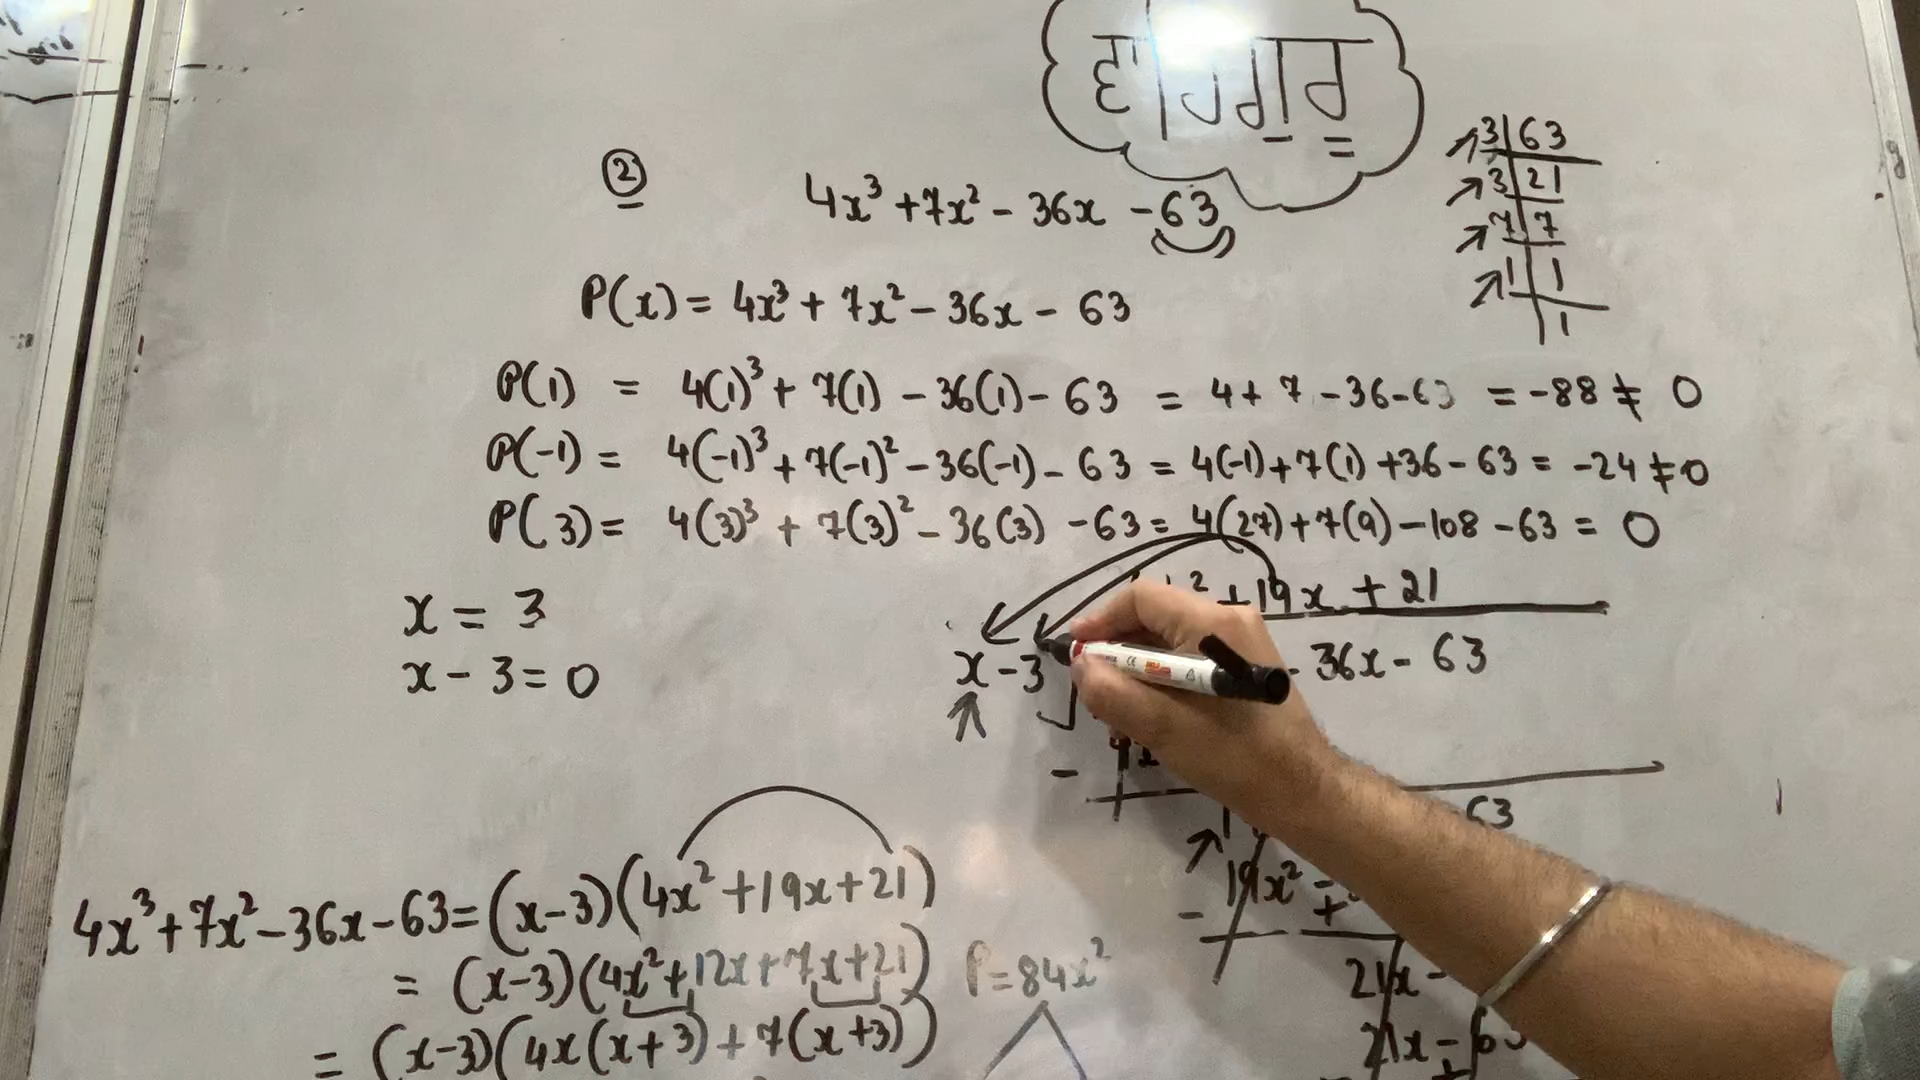 ਵਾਹਿਗੁਰੂ
②
4x³ + 7x² - 36x - 63
3 | 63
3 | 21
7 | 7
1 | 1
| 1
P(x) = 4x³ + 7x² - 36x - 63
P(1) = 4(1)³ + 7(1) - 36(1) - 63 = 4 + 7 - 36 - 63 = -88 ≠ 0
P(-1) = 4(-1)³ + 7(-1)² - 36(-1) - 63 = 4(-1) + 7(1) + 36 - 63 = -24 ≠ 0
P(3) = 4(3)³ + 7(3)² - 36(3) - 63 = 4(27) + 7(9) - 108 - 63 = 0
x = 3
x - 3 = 0
² + 19x + 21
x - 3
- 36x - 63
63
19x²
21x -
21x - 63
4x³ + 7x² - 36x - 63 = (x-3)(4x² + 19x + 21)
= (x-3)(4x² + 12x + 7x + 21)
P = 84x²
= (x-3)(4x(x+3) + 7(x+3))